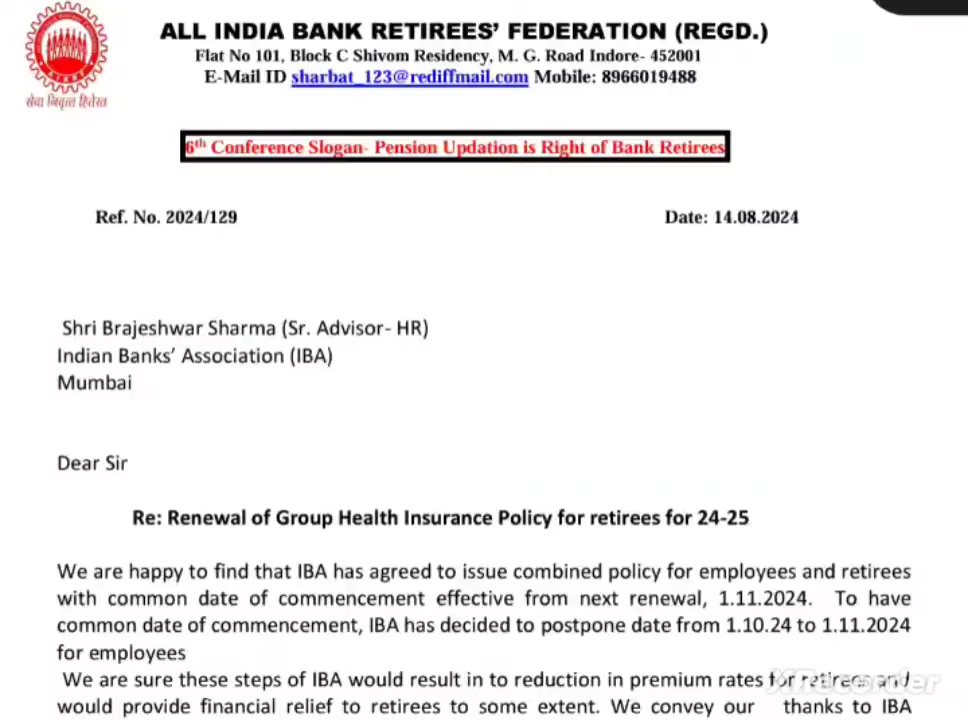 ALL INDIA BANK RETIREES' FEDERATION (REGD.)
Flat No 101, Block C Shivom Residency, M. G. Road Indore- 452001
E-Mail ID sharbat_123@rediffmail.com Mobile: 8966019488
सेवा निवृत्त हितेरत
6th Conference Slogan- Pension Updation is Right of Bank Retirees
Ref. No. 2024/129 Date: 14.08.2024
Shri Brajeshwar Sharma (Sr. Advisor- HR)
Indian Banks' Association (IBA)
Mumbai
Dear Sir
Re: Renewal of Group Health Insurance Policy for retirees for 24-25
We are happy to find that IBA has agreed to issue combined policy for employees and retirees
with common date of commencement effective from next renewal, 1.11.2024. To have
common date of commencement, IBA has decided to postpone date from 1.10.24 to 1.11.2024
for employees
We are sure these steps of IBA would result in to reduction in premium rates for retirees and
would provide financial relief to retirees to some extent. We convey our thanks to IBA
XRecorder